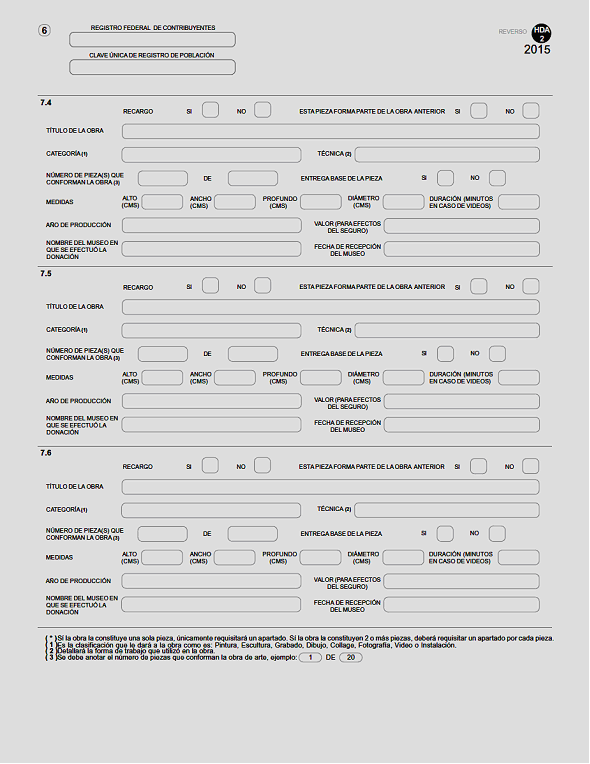 6 REGISTRO FEDERAL DE CONTRIBUYENTES REVERSO HDA 2
2015
CLAVE ÚNICA DE REGISTRO DE POBLACIÓN
7.4
RECARGO SI NO ESTA PIEZA FORMA PARTE DE LA OBRA ANTERIOR SI NO
TÍTULO DE LA OBRA
CATEGORÍA (1) TÉCNICA (2)
NÚMERO DE PIEZA(S) QUE CONFORMAN LA OBRA (3) DE ENTREGA BASE DE LA PIEZA SI NO
MEDIDAS ALTO (CMS) ANCHO (CMS) PROFUNDO (CMS) DIÁMETRO (CMS) DURACIÓN (MINUTOS EN CASO DE VIDEOS)
AÑO DE PRODUCCIÓN VALOR (PARA EFECTOS DEL SEGURO)
NOMBRE DEL MUSEO EN QUE SE EFECTUÓ LA DONACIÓN FECHA DE RECEPCIÓN DEL MUSEO
7.5
RECARGO SI NO ESTA PIEZA FORMA PARTE DE LA OBRA ANTERIOR SI NO
TÍTULO DE LA OBRA
CATEGORÍA (1) TÉCNICA (2)
NÚMERO DE PIEZA(S) QUE CONFORMAN LA OBRA (3) DE ENTREGA BASE DE LA PIEZA SI NO
MEDIDAS ALTO (CMS) ANCHO (CMS) PROFUNDO (CMS) DIÁMETRO (CMS) DURACIÓN (MINUTOS EN CASO DE VIDEOS)
AÑO DE PRODUCCIÓN VALOR (PARA EFECTOS DEL SEGURO)
NOMBRE DEL MUSEO EN QUE SE EFECTUÓ LA DONACIÓN FECHA DE RECEPCIÓN DEL MUSEO
7.6
RECARGO SI NO ESTA PIEZA FORMA PARTE DE LA OBRA ANTERIOR SI NO
TÍTULO DE LA OBRA
CATEGORÍA (1) TÉCNICA (2)
NÚMERO DE PIEZA(S) QUE CONFORMAN LA OBRA (3) DE ENTREGA BASE DE LA PIEZA SI NO
MEDIDAS ALTO (CMS) ANCHO (CMS) PROFUNDO (CMS) DIÁMETRO (CMS) DURACIÓN (MINUTOS EN CASO DE VIDEOS)
AÑO DE PRODUCCIÓN VALOR (PARA EFECTOS DEL SEGURO)
NOMBRE DEL MUSEO EN QUE SE EFECTUÓ LA DONACIÓN FECHA DE RECEPCIÓN DEL MUSEO
( * )Sí la obra la constituye una sola pieza, únicamente requisitará un apartado. Sí la obra la constituyen 2 o más piezas, deberá requisitar un apartado por cada pieza.
( 1 )Es la clasificación que le dará a la obra como es: Pintura, Escultura, Grabado, Dibujo, Collage, Fotografía, Video o Instalación.
( 2 )Detallará la forma de trabajo que utilizó en la obra.
( 3 )Se debe anotar el número de piezas que conforman la obra de arte, ejemplo: 1 DE 20